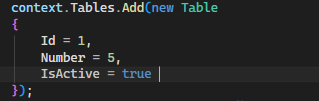 context.Tables.Add(new Table
{
    Id = 1,
    Number = 5,
    IsActive = true
});